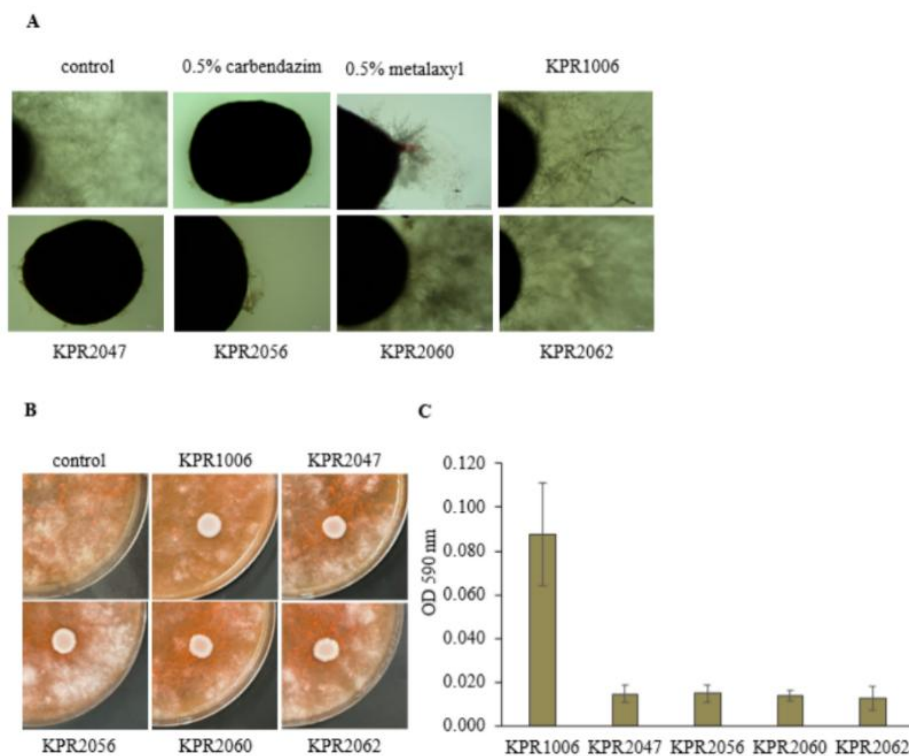 A
control 0.5% carbendazim 0.5% metalaxyl KPR1006
KPR2047 KPR2056 KPR2060 KPR2062
B
control KPR1006 KPR2047
KPR2056 KPR2060 KPR2062
C
OD 590 nm
0.120
0.100
0.080
0.060
0.040
0.020
0.000
KPR1006 KPR2047 KPR2056 KPR2060 KPR2062